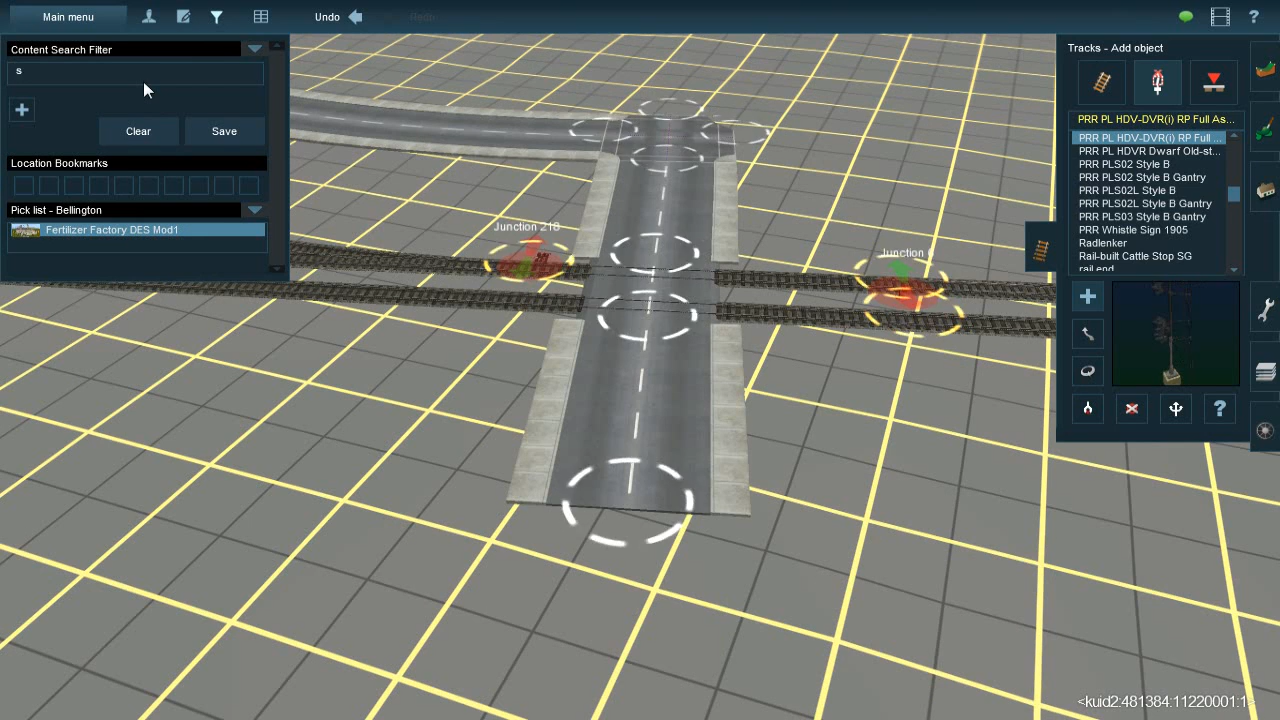 Main menu
Undo
Redo
?
Content Search Filter
s
Clear
Save
Location Bookmarks
Pick list - Bellington
Fertilizer Factory DES Mod1
Junction 218
Junction 6
Tracks - Add object
PRR PL HDV-DVR(i) RP Full As...
PRR PL HDV-DVR(i) RP Full ...
PRR PL HDVR Dwarf Old-st...
PRR PLS02 Style B
PRR PLS02 Style B Gantry
PRR PLS02L Style B
PRR PLS02L Style B Gantry
PRR PLS03 Style B Gantry
PRR Whistle Sign 1905
Radlenker
Rail-built Cattle Stop SG
rail end
?
<kuid2:481384:11220001:1>